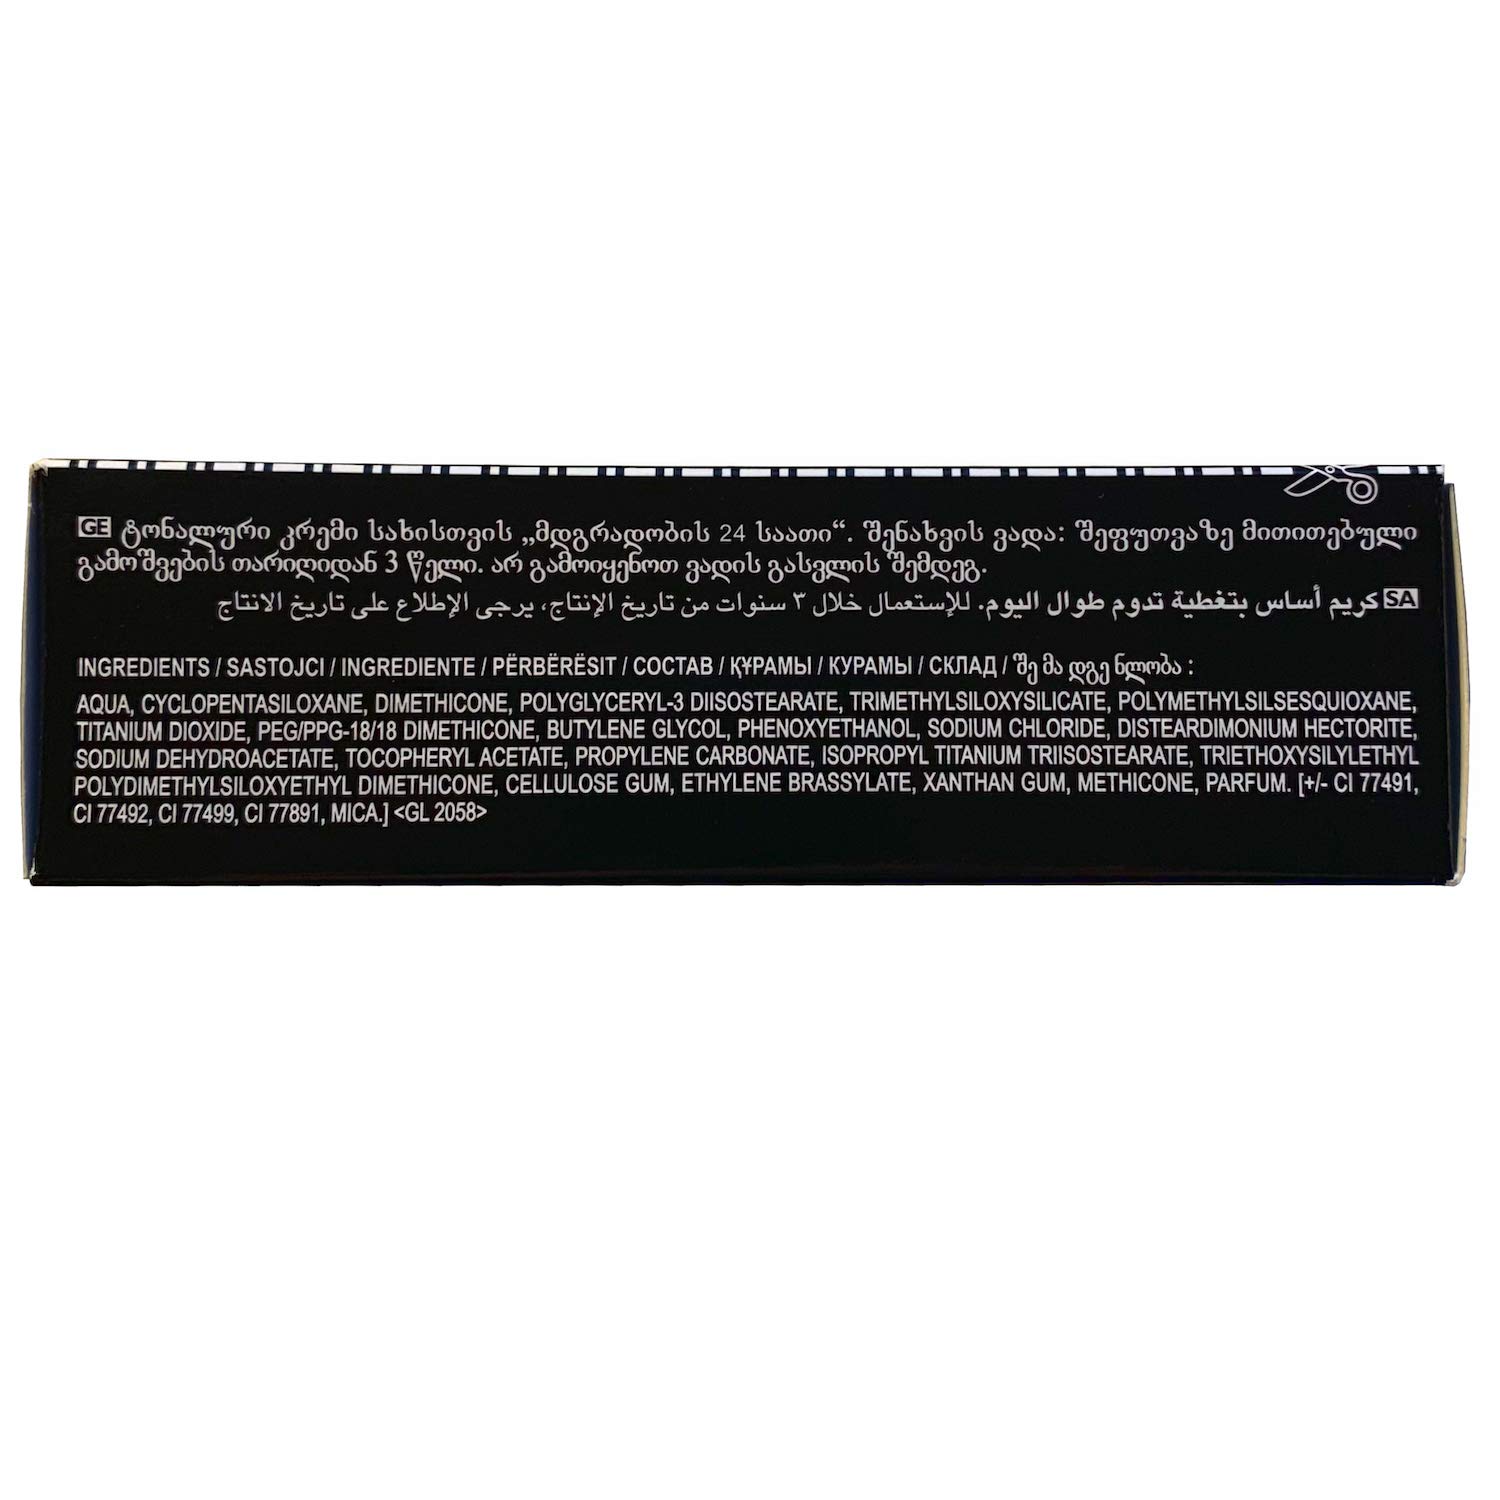 GE ტონალური კრემი სახისთვის „მდგრადობის 24 საათი“. შენახვის ვადა: შეფუთვაზე მითითებული
გამოშვების თარიღიდან 3 წელი. არ გამოიყენოთ ვადის გასვლის შემდეგ.
SA كريم أساس بتغطية تدوم طوال اليوم. للإستعمال خلال ٣ سنوات من تاريخ الإنتاج، يرجى الإطلاع على تاريخ الانتاج
INGREDIENTS / SASTOJCI / INGREDIENTE / PËRBËRËSIT / СОСТАВ / ҚҰРАМЫ / КУРАМЫ / СКЛАД / შე მა დგე ნლობა :
AQUA, CYCLOPENTASILOXANE, DIMETHICONE, POLYGLYCERYL-3 DIISOSTEARATE, TRIMETHYLSILOXYSILICATE, POLYMETHYLSILSESQUIOXANE,
TITANIUM DIOXIDE, PEG/PPG-18/18 DIMETHICONE, BUTYLENE GLYCOL, PHENOXYETHANOL, SODIUM CHLORIDE, DISTEARDIMONIUM HECTORITE,
SODIUM DEHYDROACETATE, TOCOPHERYL ACETATE, PROPYLENE CARBONATE, ISOPROPYL TITANIUM TRIISOSTEARATE, TRIETHOXYSILYLETHYL
POLYDIMETHYLSILOXYETHYL DIMETHICONE, CELLULOSE GUM, ETHYLENE BRASSYLATE, XANTHAN GUM, METHICONE, PARFUM. [+/- CI 77491,
CI 77492, CI 77499, CI 77891, MICA.] <GL 2058>